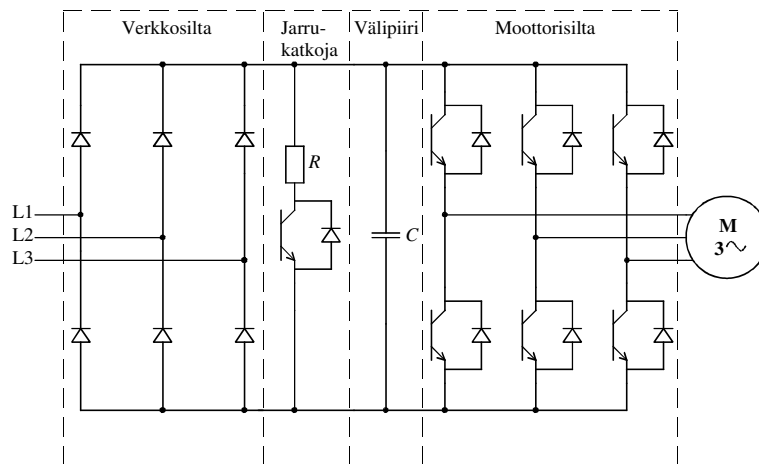 Verkkosilta
Jarru-
katkoja
Välipiiri
Moottorisilta
R
L1
L2
L3
C
M
3